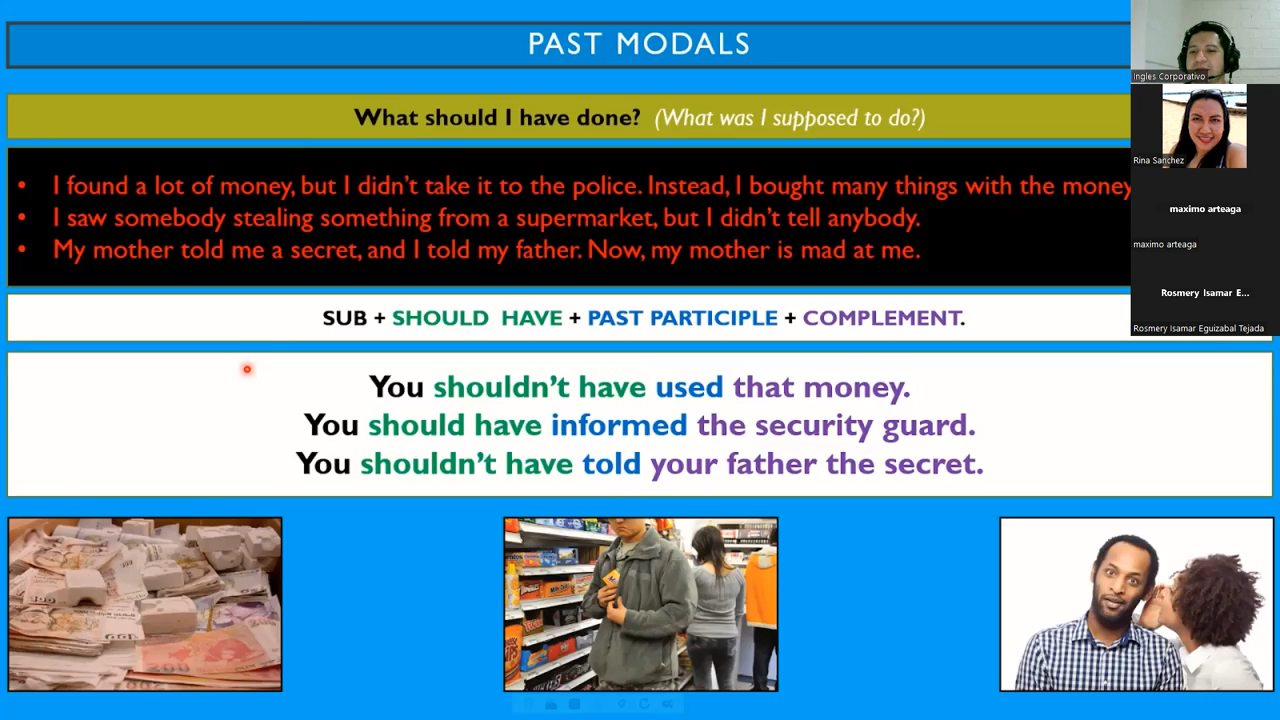 PAST MODALS
What should I have done? (What was I supposed to do?)
• I found a lot of money, but I didn't take it to the police. Instead, I bought many things with the money
• I saw somebody stealing something from a supermarket, but I didn't tell anybody.
• My mother told me a secret, and I told my father. Now, my mother is mad at me.
SUB + SHOULD HAVE + PAST PARTICIPLE + COMPLEMENT.
You shouldn't have used that money.
You should have informed the security guard.
You shouldn't have told your father the secret.
Ingles Corporativo
Rina Sanchez
maximo arteaga
maximo arteaga
Rosmery Isamar E...
Rosmery Isamar Eguizabal Tejada